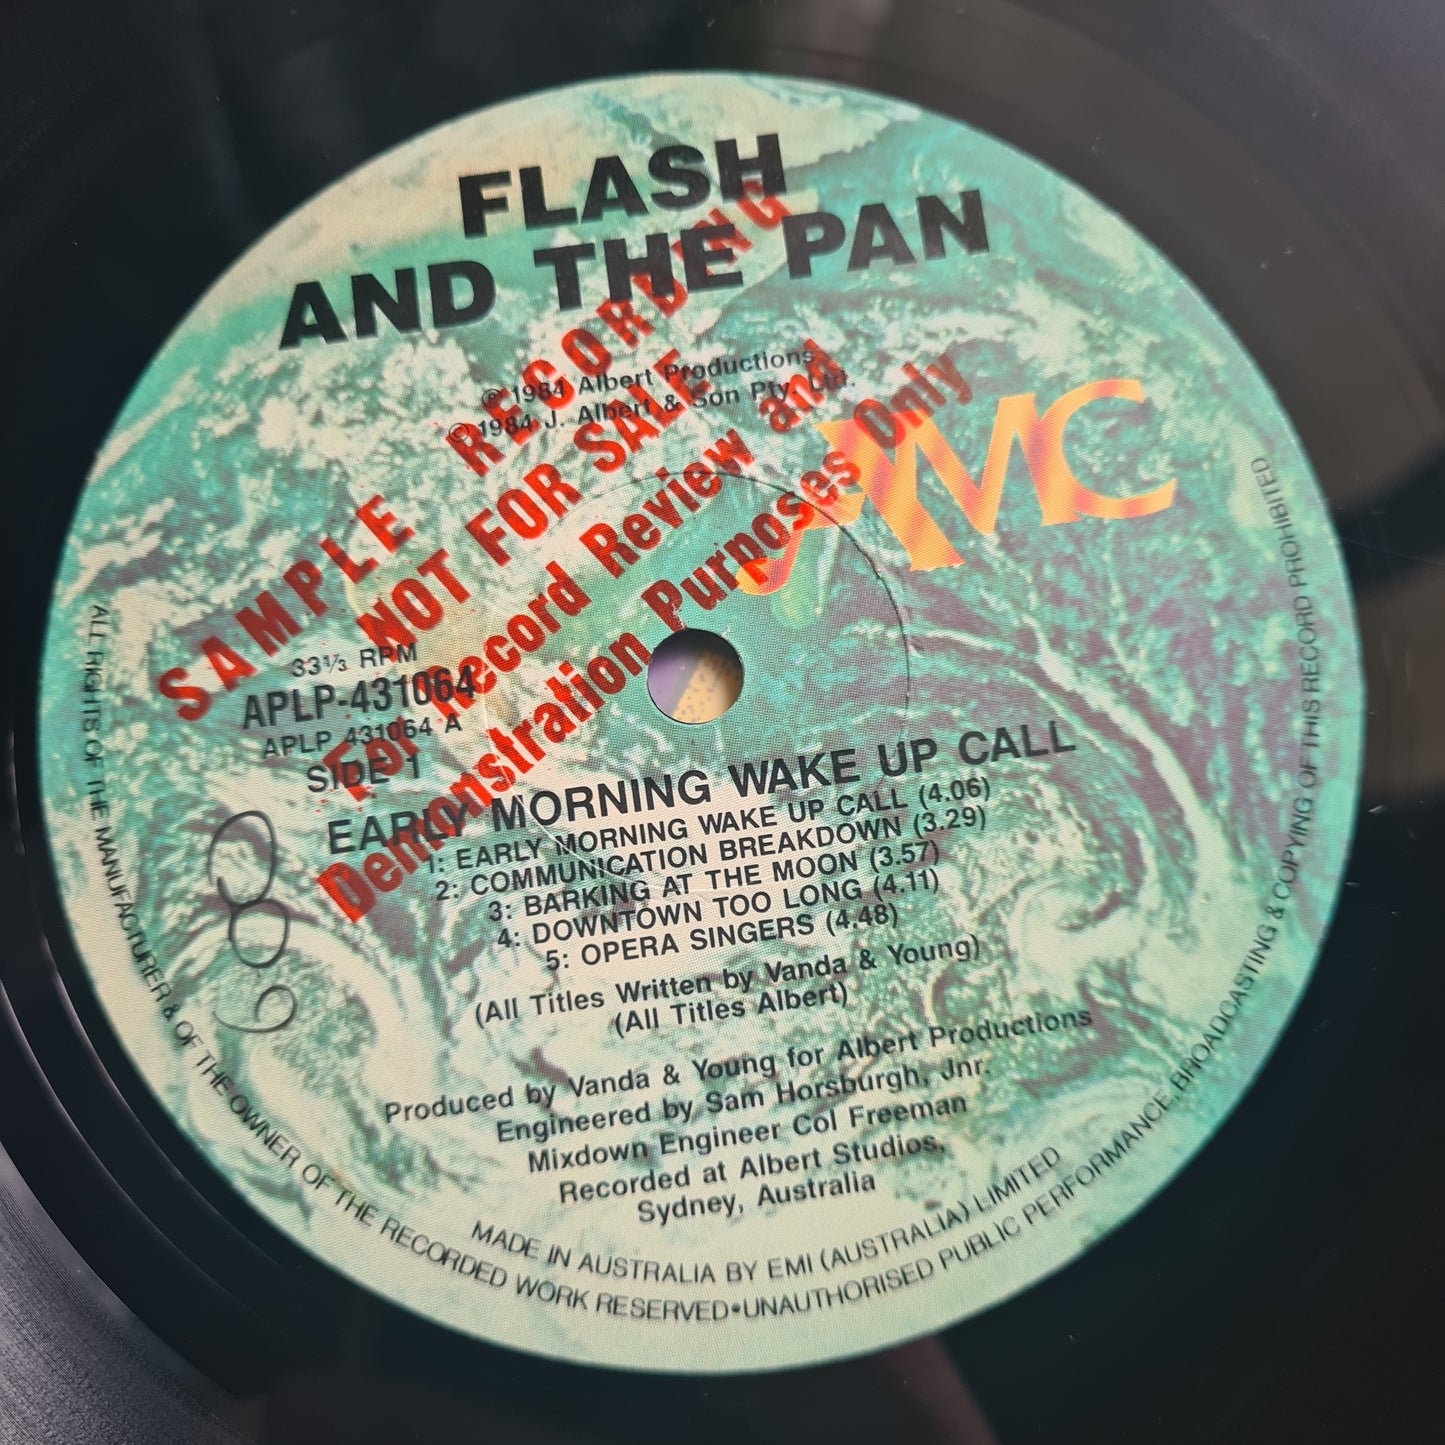 FLASH
AND THE PAN
℗ 1984 Albert Productions
© 1984 J. Albert & Son Pty. Ltd.
SAMPLE RECORDING
NOT FOR SALE
For Record Review and
Demonstration Purposes Only
AMC
33⅓ RPM
APLP-431064
APLP 431064 A
SIDE 1
EARLY MORNING WAKE UP CALL
1: EARLY MORNING WAKE UP CALL (4.06)
2: COMMUNICATION BREAKDOWN (3.29)
3: BARKING AT THE MOON (3.57)
4: DOWNTOWN TOO LONG (4.11)
5: OPERA SINGERS (4.48)
(All Titles Written by Vanda & Young)
(All Titles Albert)
Produced by Vanda & Young for Albert Productions
Engineered by Sam Horsburgh, Jnr.
Mixdown Engineer Col Freeman
Recorded at Albert Studios,
Sydney, Australia
MADE IN AUSTRALIA BY EMI (AUSTRALIA) LIMITED
ALL RIGHTS OF THE MANUFACTURER & OF THE OWNER OF THE RECORDED WORK RESERVED•UNAUTHORISED PUBLIC PERFORMANCE, BROADCASTING & COPYING OF THIS RECORD PROHIBITED